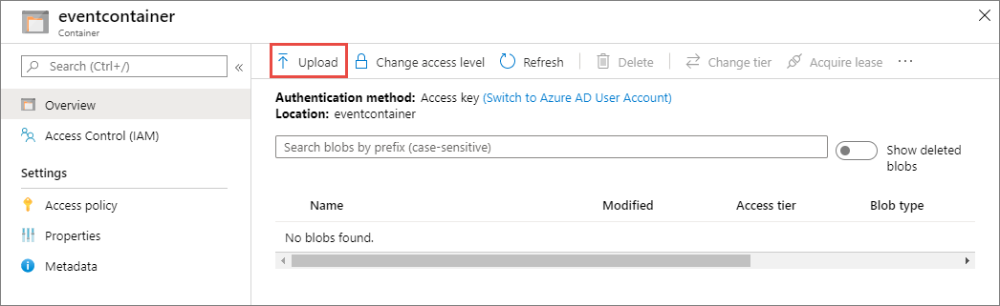 eventcontainer
Container
Search (Ctrl+/)
«
Overview
Access Control (IAM)
Settings
Access policy
Properties
Metadata
Upload Change access level Refresh Delete Change tier Acquire lease ···
Authentication method: Access key (Switch to Azure AD User Account)
Location: eventcontainer
Search blobs by prefix (case-sensitive)
Show deleted
blobs
Name Modified Access tier Blob type
No blobs found.